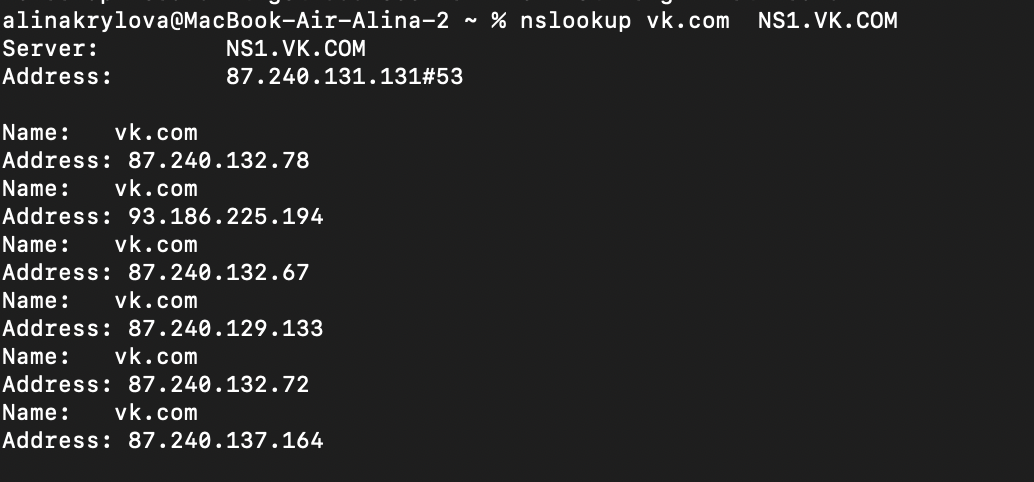 alinakrylova@MacBook-Air-Alina-2 ~ % nslookup vk.com  NS1.VK.COM
Server:         NS1.VK.COM
Address:        87.240.131.131#53

Name:   vk.com
Address: 87.240.132.78
Name:   vk.com
Address: 93.186.225.194
Name:   vk.com
Address: 87.240.132.67
Name:   vk.com
Address: 87.240.129.133
Name:   vk.com
Address: 87.240.132.72
Name:   vk.com
Address: 87.240.137.164